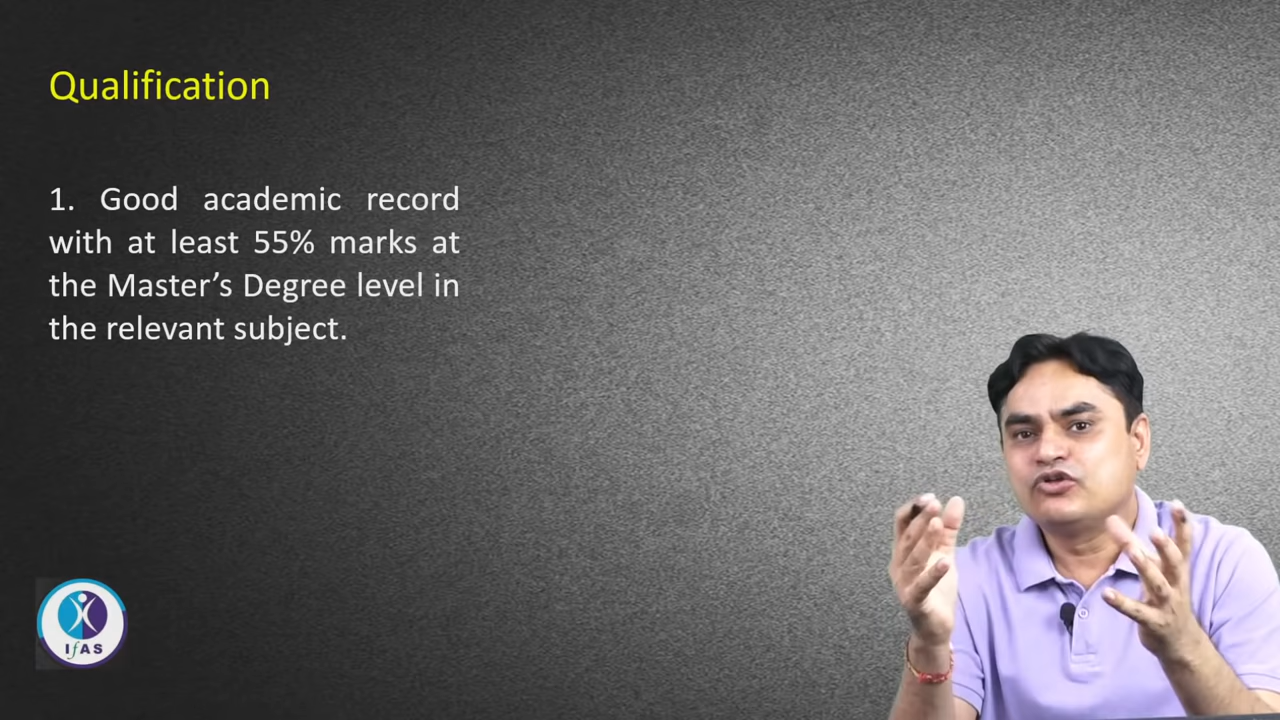 Qualification
1. Good academic record
with at least 55% marks at
the Master’s Degree level in
the relevant subject.
IfAS